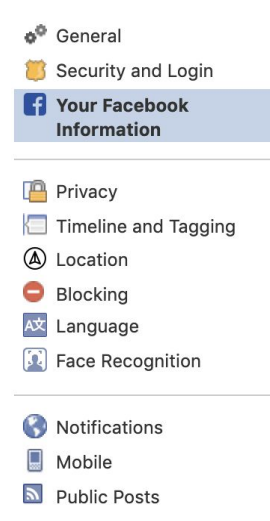 General
Security and Login
Your Facebook
Information
Privacy
Timeline and Tagging
Location
Blocking
Language
Face Recognition
Notifications
Mobile
Public Posts